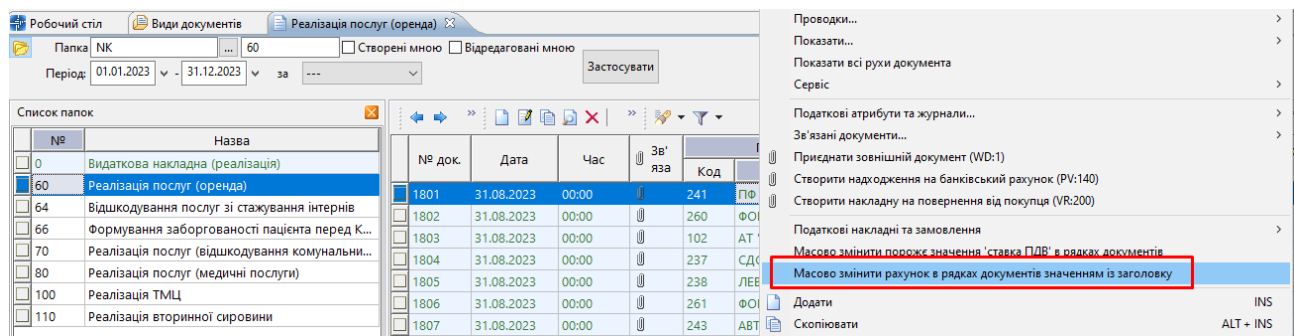 Робочий стіл Види документів Реалізація послуг (оренда)
Папка NK ... 60 Створені мною Відредаговані мною
Період: 01.01.2023 - 31.12.2023 за ---
Застосувати
Список папок
№ Назва
0 Видаткова накладна (реалізація)
60 Реалізація послуг (оренда)
64 Відшкодування послуг зі стажування інтернів
66 Формування заборгованості пацієнта перед К...
70 Реалізація послуг (відшкодування комунальни...
80 Реалізація послуг (медичні послуги)
100 Реалізація ТМЦ
110 Реалізація вторинної сировини
№ док. Дата Час Зв'яза Код
1801 31.08.2023 00:00 241 ПФ
1802 31.08.2023 00:00 260
1803 31.08.2023 00:00 102 АТ
1804 31.08.2023 00:00 237
1805 31.08.2023 00:00 238
1806 31.08.2023 00:00 261
1807 31.08.2023 00:00 243
Проводки...
Показати...
Показати всі рухи документа
Сервіс
Податкові атрибути та журнали...
Зв'язані документи...
Приєднати зовнішній документ (WD:1)
Створити надходження на банківський рахунок (PV:140)
Створити накладну на повернення від покупця (VR:200)
Податкові накладні та замовлення
Масово змінити порожє значення 'ставка ПДВ' в рядках документів
Масово змінити рахунок в рядках документів значенням із заголовку
Додати INS
Скопіювати ALT + INS